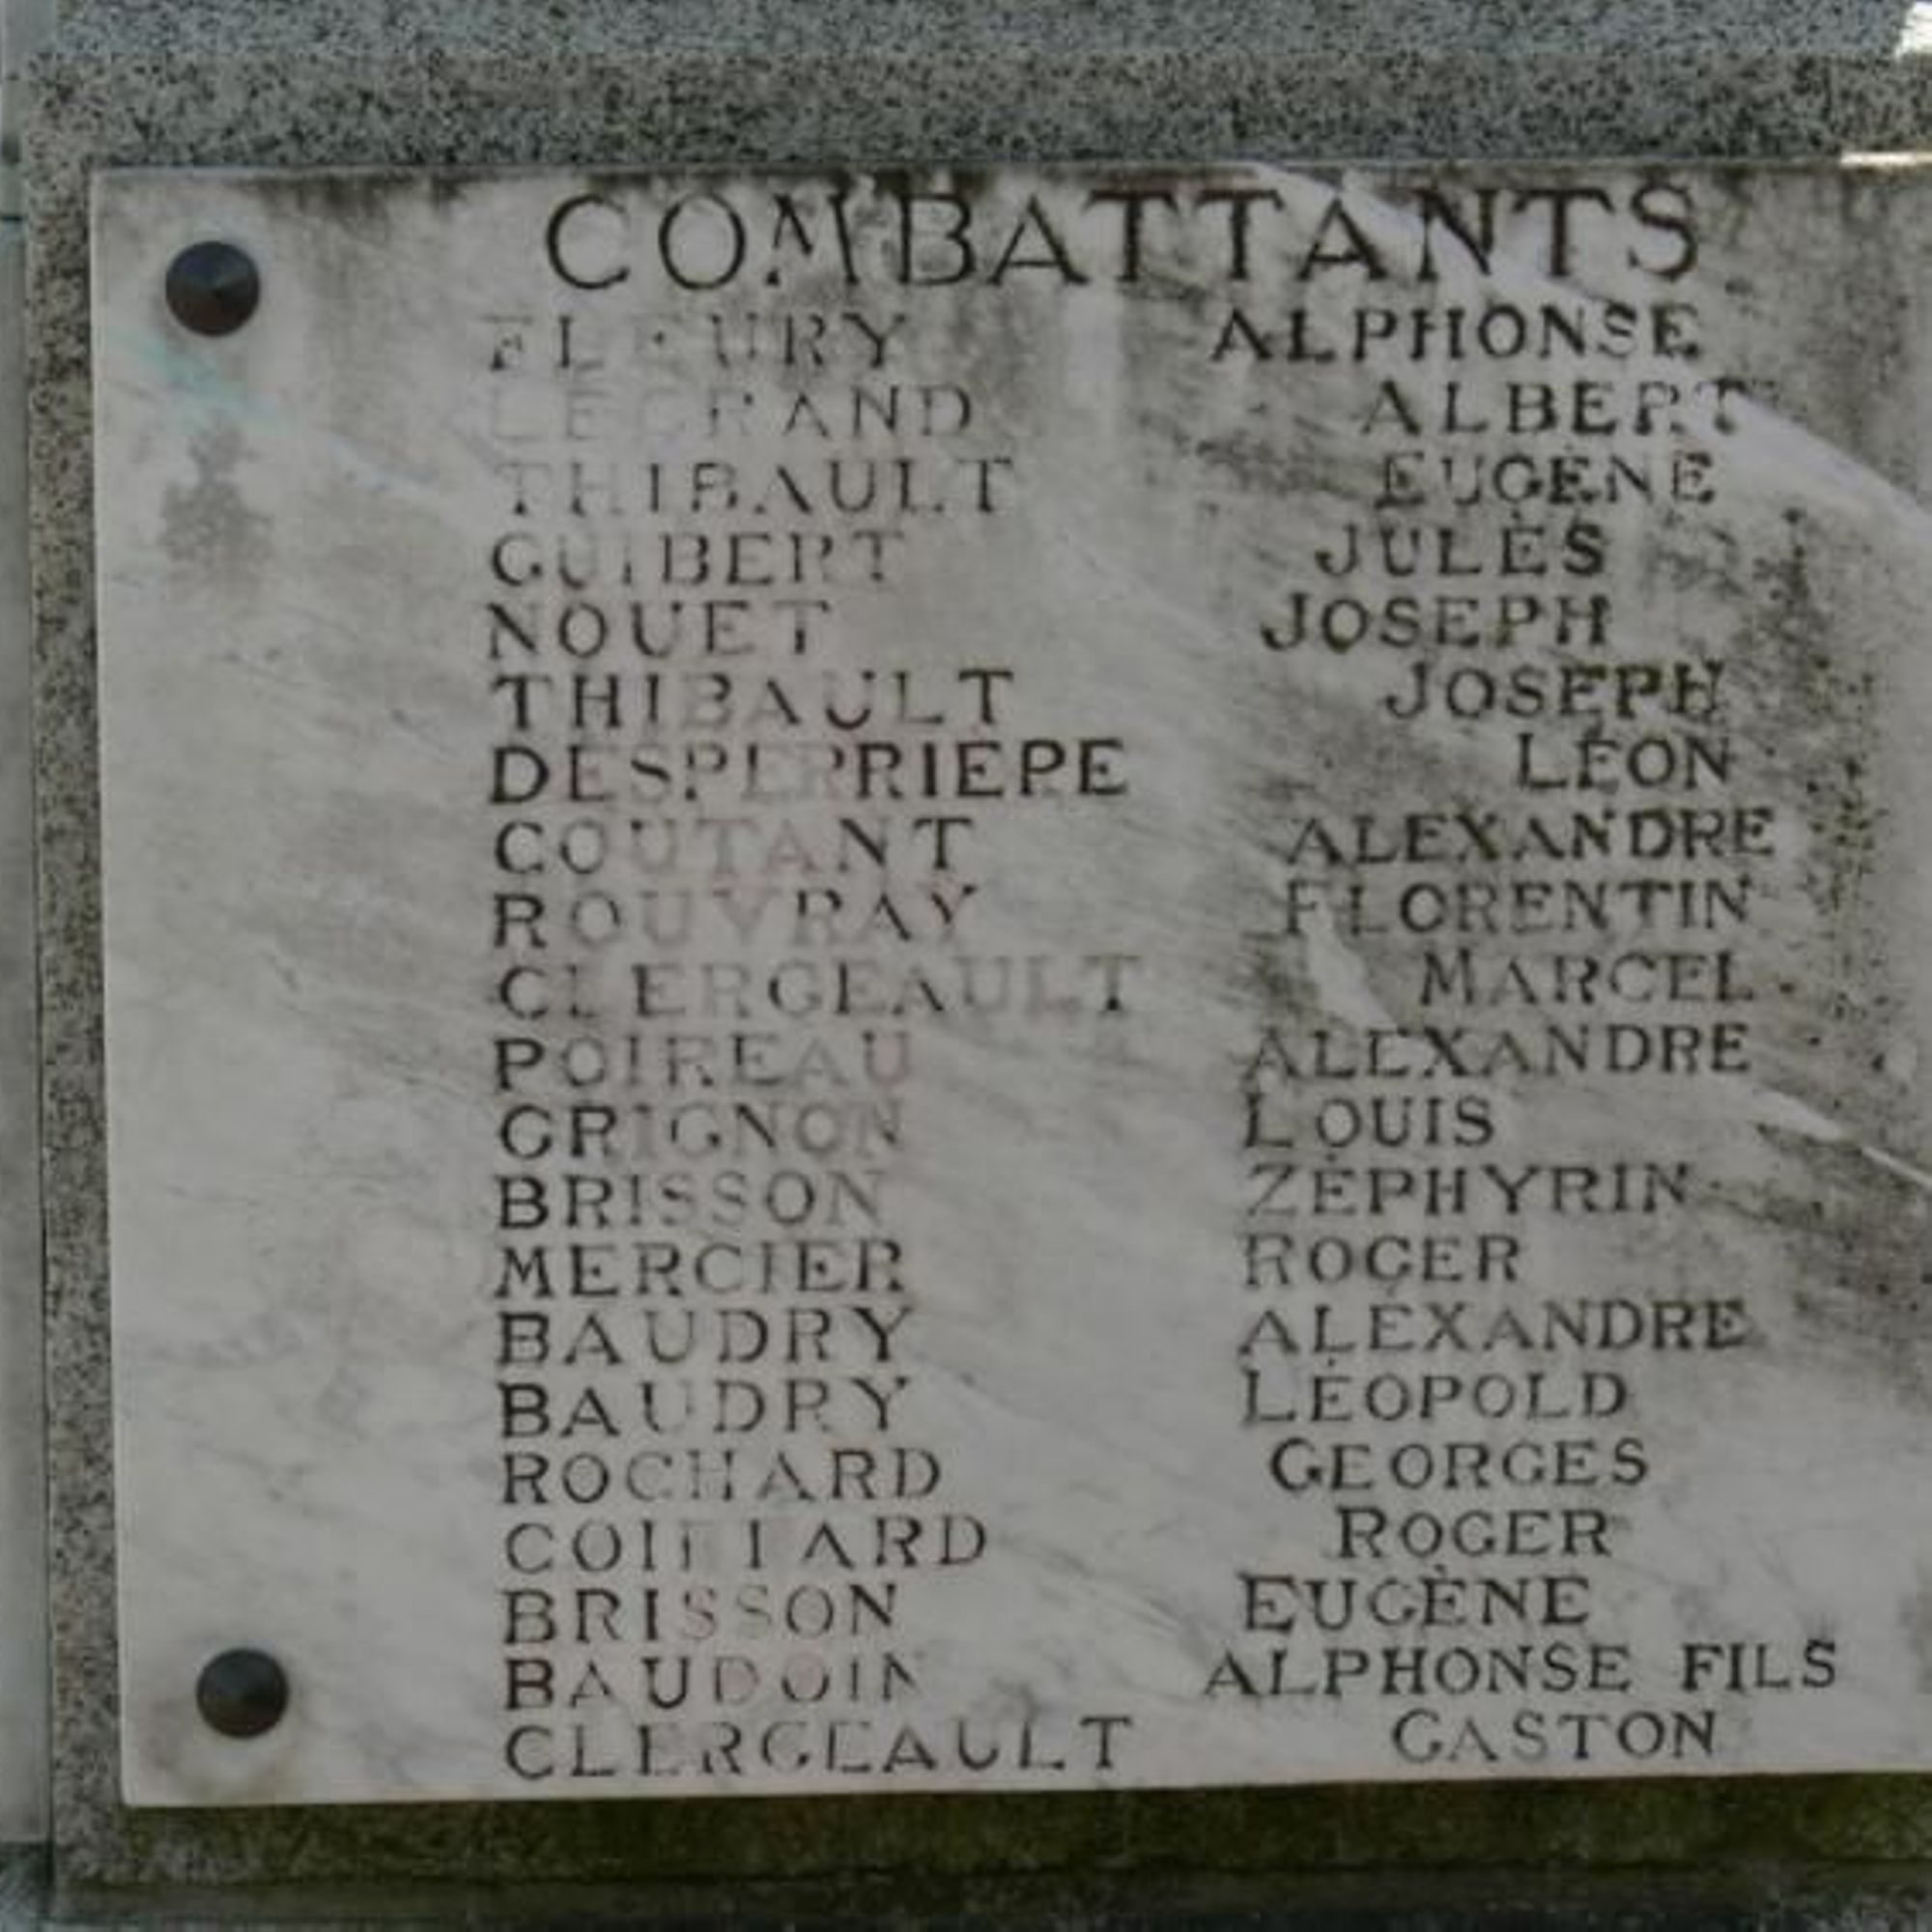 COMBATTANTS
FLEURY ALPHONSE
LEGRAND ALBERT
THIBAULT EUGÈNE
GUIBERT JULES
NOUET JOSEPH
THIBAULT JOSEPH
DESPERRIERE LÉON
COUTANT ALEXANDRE
ROUVRAY FLORENTIN
CLERGEAULT MARCEL
POIREAU ALEXANDRE
GRIGNON LOUIS
BRISSON ZÉPHYRIN
MERCIER ROGER
BAUDRY ALEXANDRE
BAUDRY LÉOPOLD
ROCHARD GEORGES
COIFFARD ROGER
BRISSON EUGÈNE
BAUDOIN ALPHONSE FILS
CLERGEAULT GASTON